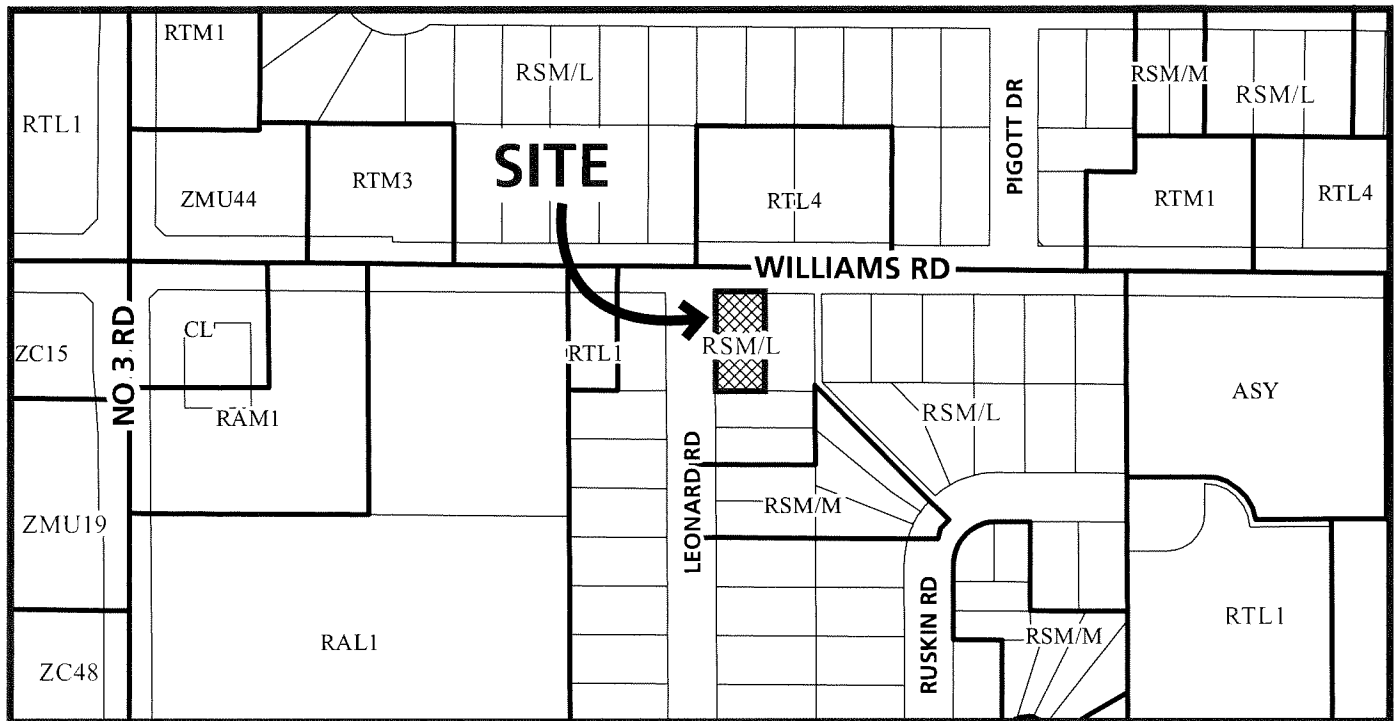 RTM1
RSM/L
RSM/M
RSM/L
RTL1
PIGOTT DR
SITE
RTM3
ZMU44
RTL4
RTM1
RTL4
WILLIAMS RD
NO.3 RD
CL
ZC15
RTL1
RSM/L
RAM1
RSM/L
ASY
LEONARD RD
RSM/M
ZMU19
RUSKIN RD
RTL1
RSM/M
RAL1
ZC48